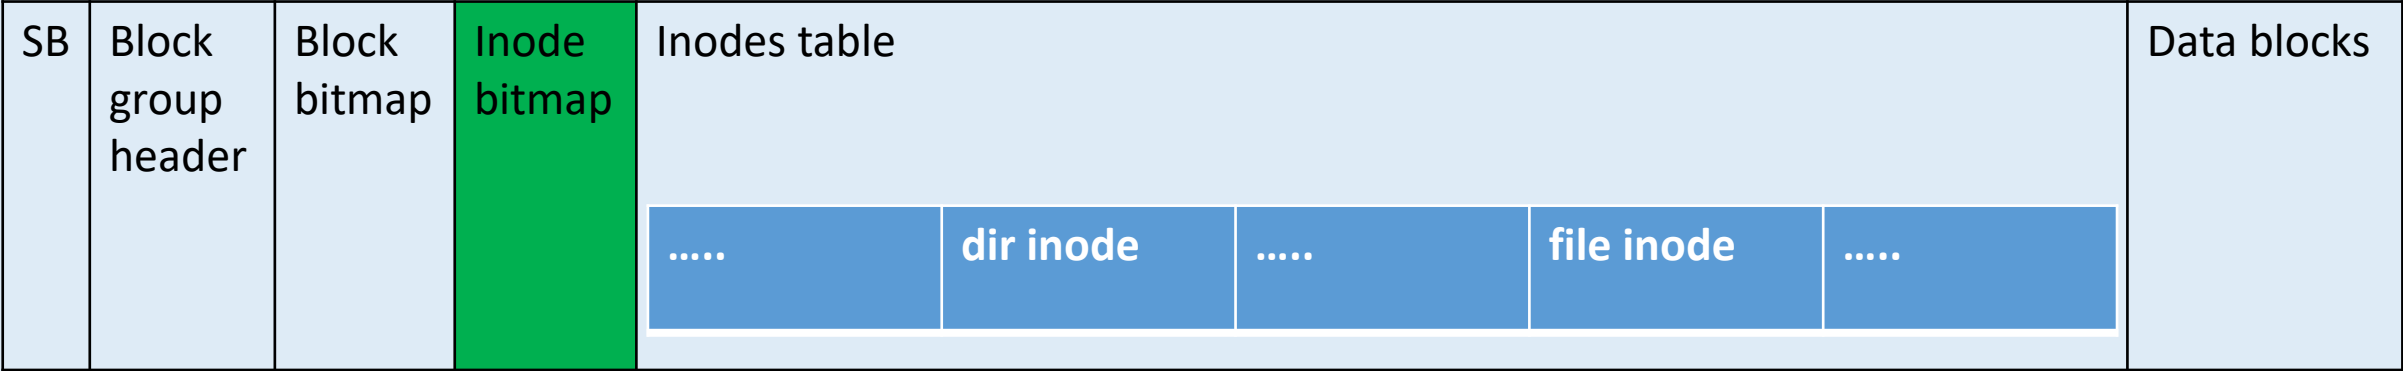 SB
Block
group
header
Block
bitmap
Inode
bitmap
Inodes table
Data blocks
.....
dir inode
.....
file inode
.....